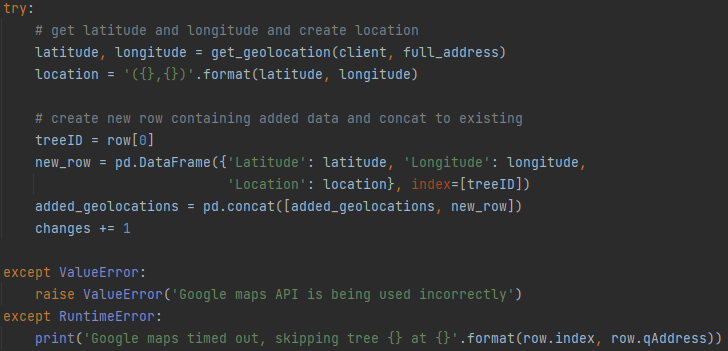 try:
    # get latitude and longitude and create location
    latitude, longitude = get_geolocation(client, full_address)
    location = '({},{})'.format(latitude, longitude)

    # create new row containing added data and concat to existing
    treeID = row[0]
    new_row = pd.DataFrame({'Latitude': latitude, 'Longitude': longitude,
                            'Location': location}, index=[treeID])
    added_geolocations = pd.concat([added_geolocations, new_row])
    changes += 1

except ValueError:
    raise ValueError('Google maps API is being used incorrectly')
except RuntimeError:
    print('Google maps timed out, skipping tree {} at {}'.format(row.index, row.qAddress))